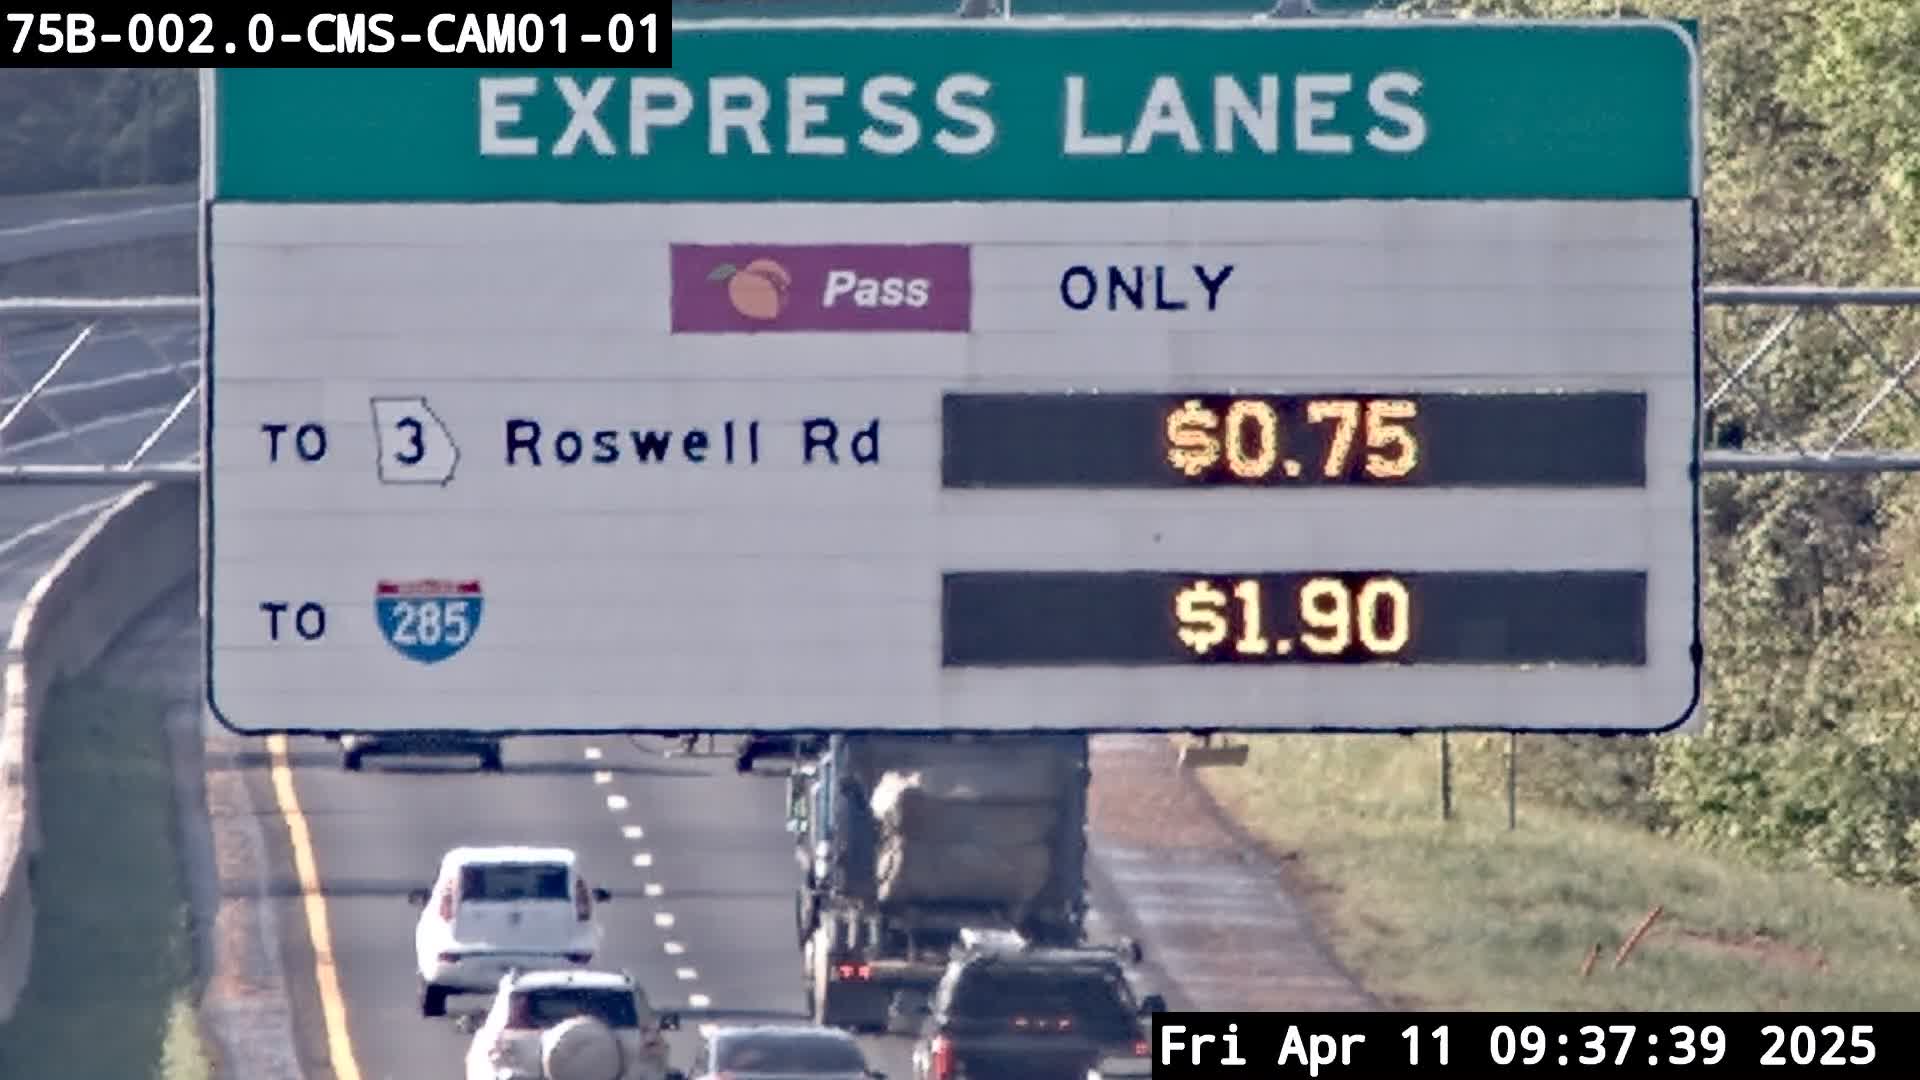 75B-002.0-CMS-CAM01-01
EXPRESS LANES
Pass ONLY
TO 3 Roswell Rd $0.75
TO 285 $1.90
Fri Apr 11 09:37:39 2025